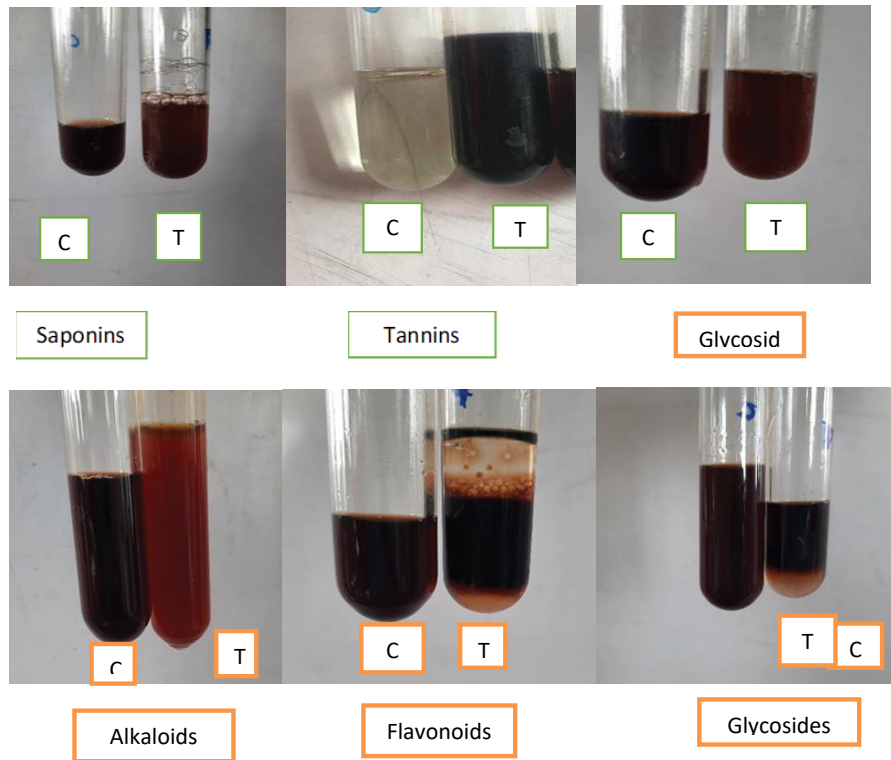 C
T
C
T
C
T
Saponins
Tannins
Glycosid
C
T
C
T
T
C
Alkaloids
Flavonoids
Glycosides